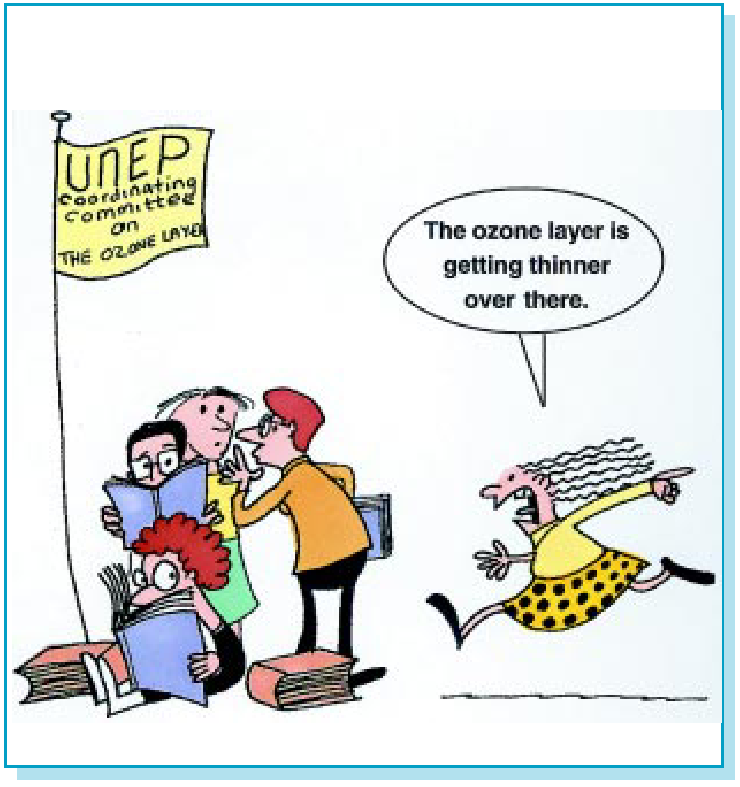 UNEP
coordinating
committee
on
THE OZONE LAYER
The ozone layer is
getting thinner
over there.